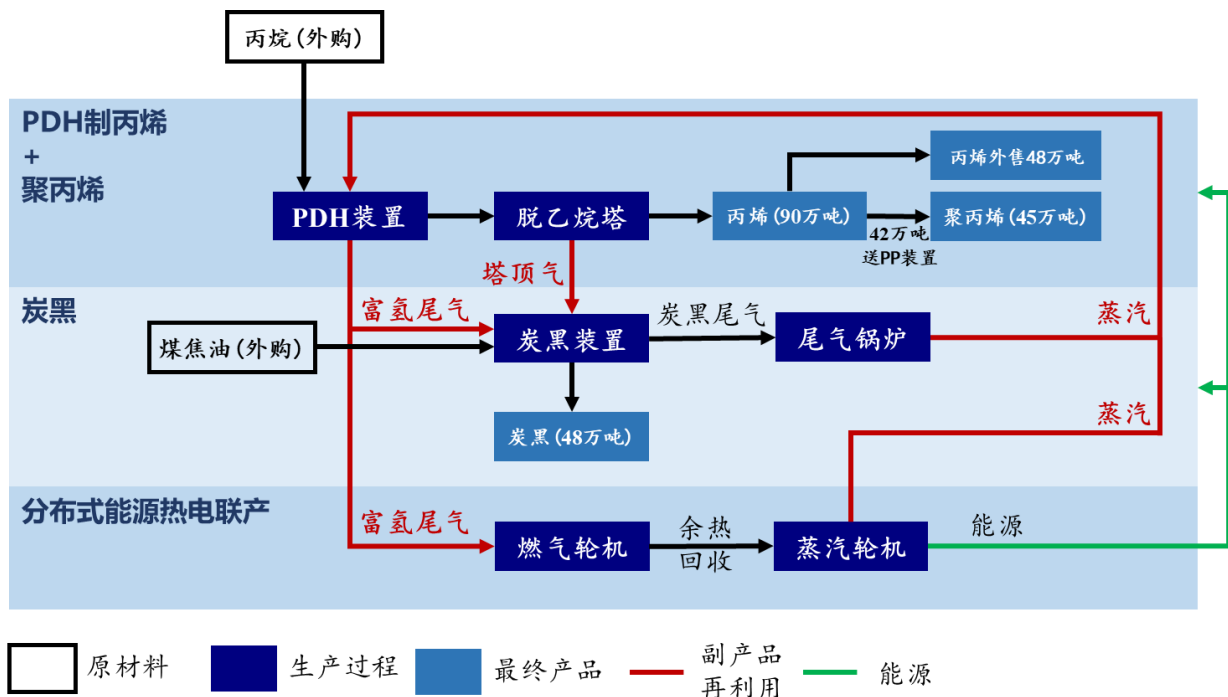 丙烷(外购)
PDH制丙烯
+
聚丙烯
丙烯外售48万吨
PDH装置
脱乙烷塔
丙烯(90万吨)
聚丙烯(45万吨)
42万吨
送PP装置
塔顶气
炭黑
富氢尾气
炭黑尾气
蒸汽
煤焦油(外购)
炭黑装置
尾气锅炉
蒸汽
炭黑(48万吨)
分布式能源热电联产
富氢尾气
燃气轮机
余热
回收
蒸汽轮机
能源
原材料
生产过程
最终产品
副产品
再利用
能源